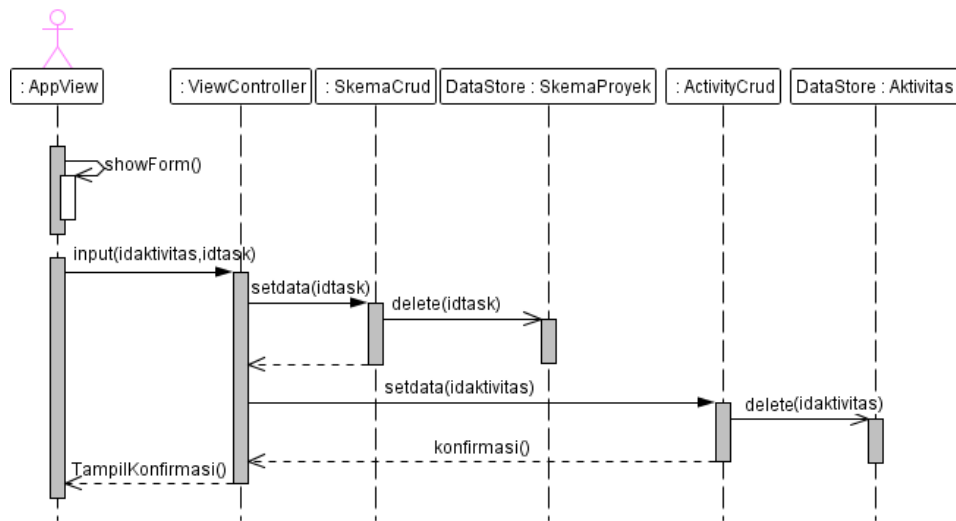 : AppView
: ViewController
: SkemaCrud
DataStore : SkemaProyek
: ActivityCrud
DataStore : Aktivitas
showForm()
input(idaktivitas,idtask)
setdata(idtask)
delete(idtask)
setdata(idaktivitas)
delete(idaktivitas)
konfirmasi()
TampilKonfirmasi()